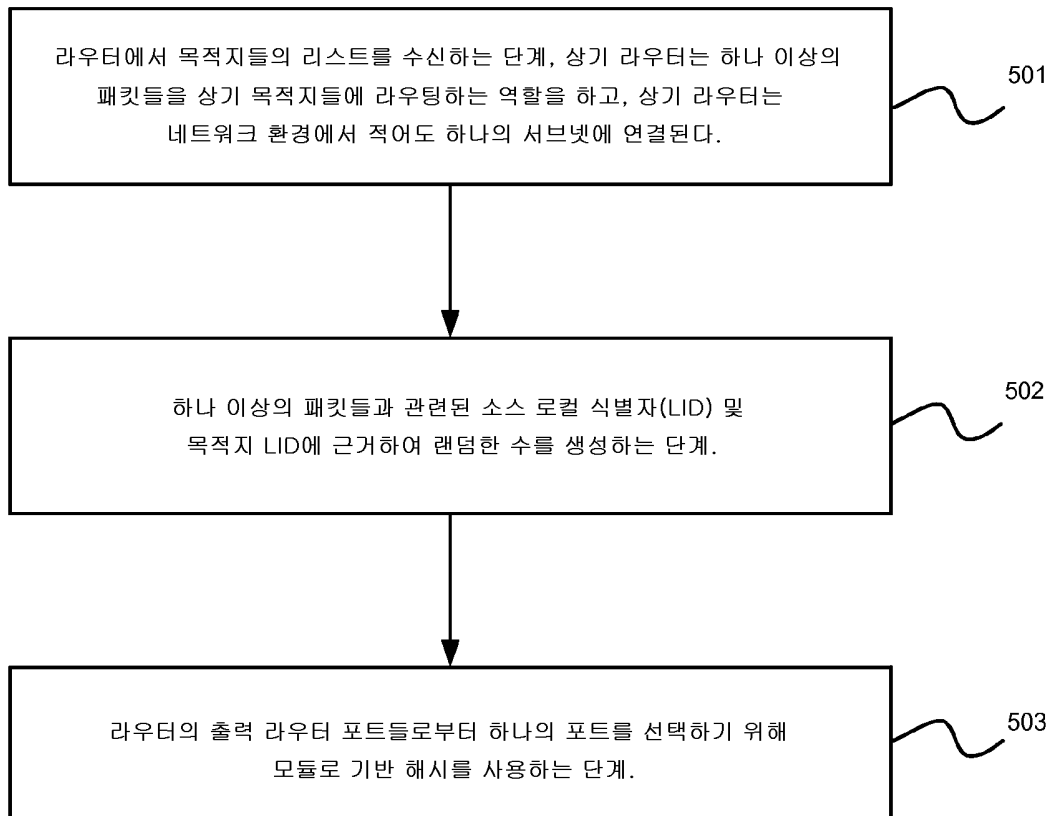 라우터에서 목적지들의 리스트를 수신하는 단계, 상기 라우터는 하나 이상의
패킷들을 상기 목적지들에 라우팅하는 역할을 하고, 상기 라우터는
네트워크 환경에서 적어도 하나의 서브넷에 연결된다.
501
하나 이상의 패킷들과 관련된 소스 로컬 식별자(LID) 및
목적지 LID에 근거하여 랜덤한 수를 생성하는 단계.
502
라우터의 출력 라우터 포트들로부터 하나의 포트를 선택하기 위해
모듈로 기반 해시를 사용하는 단계.
503